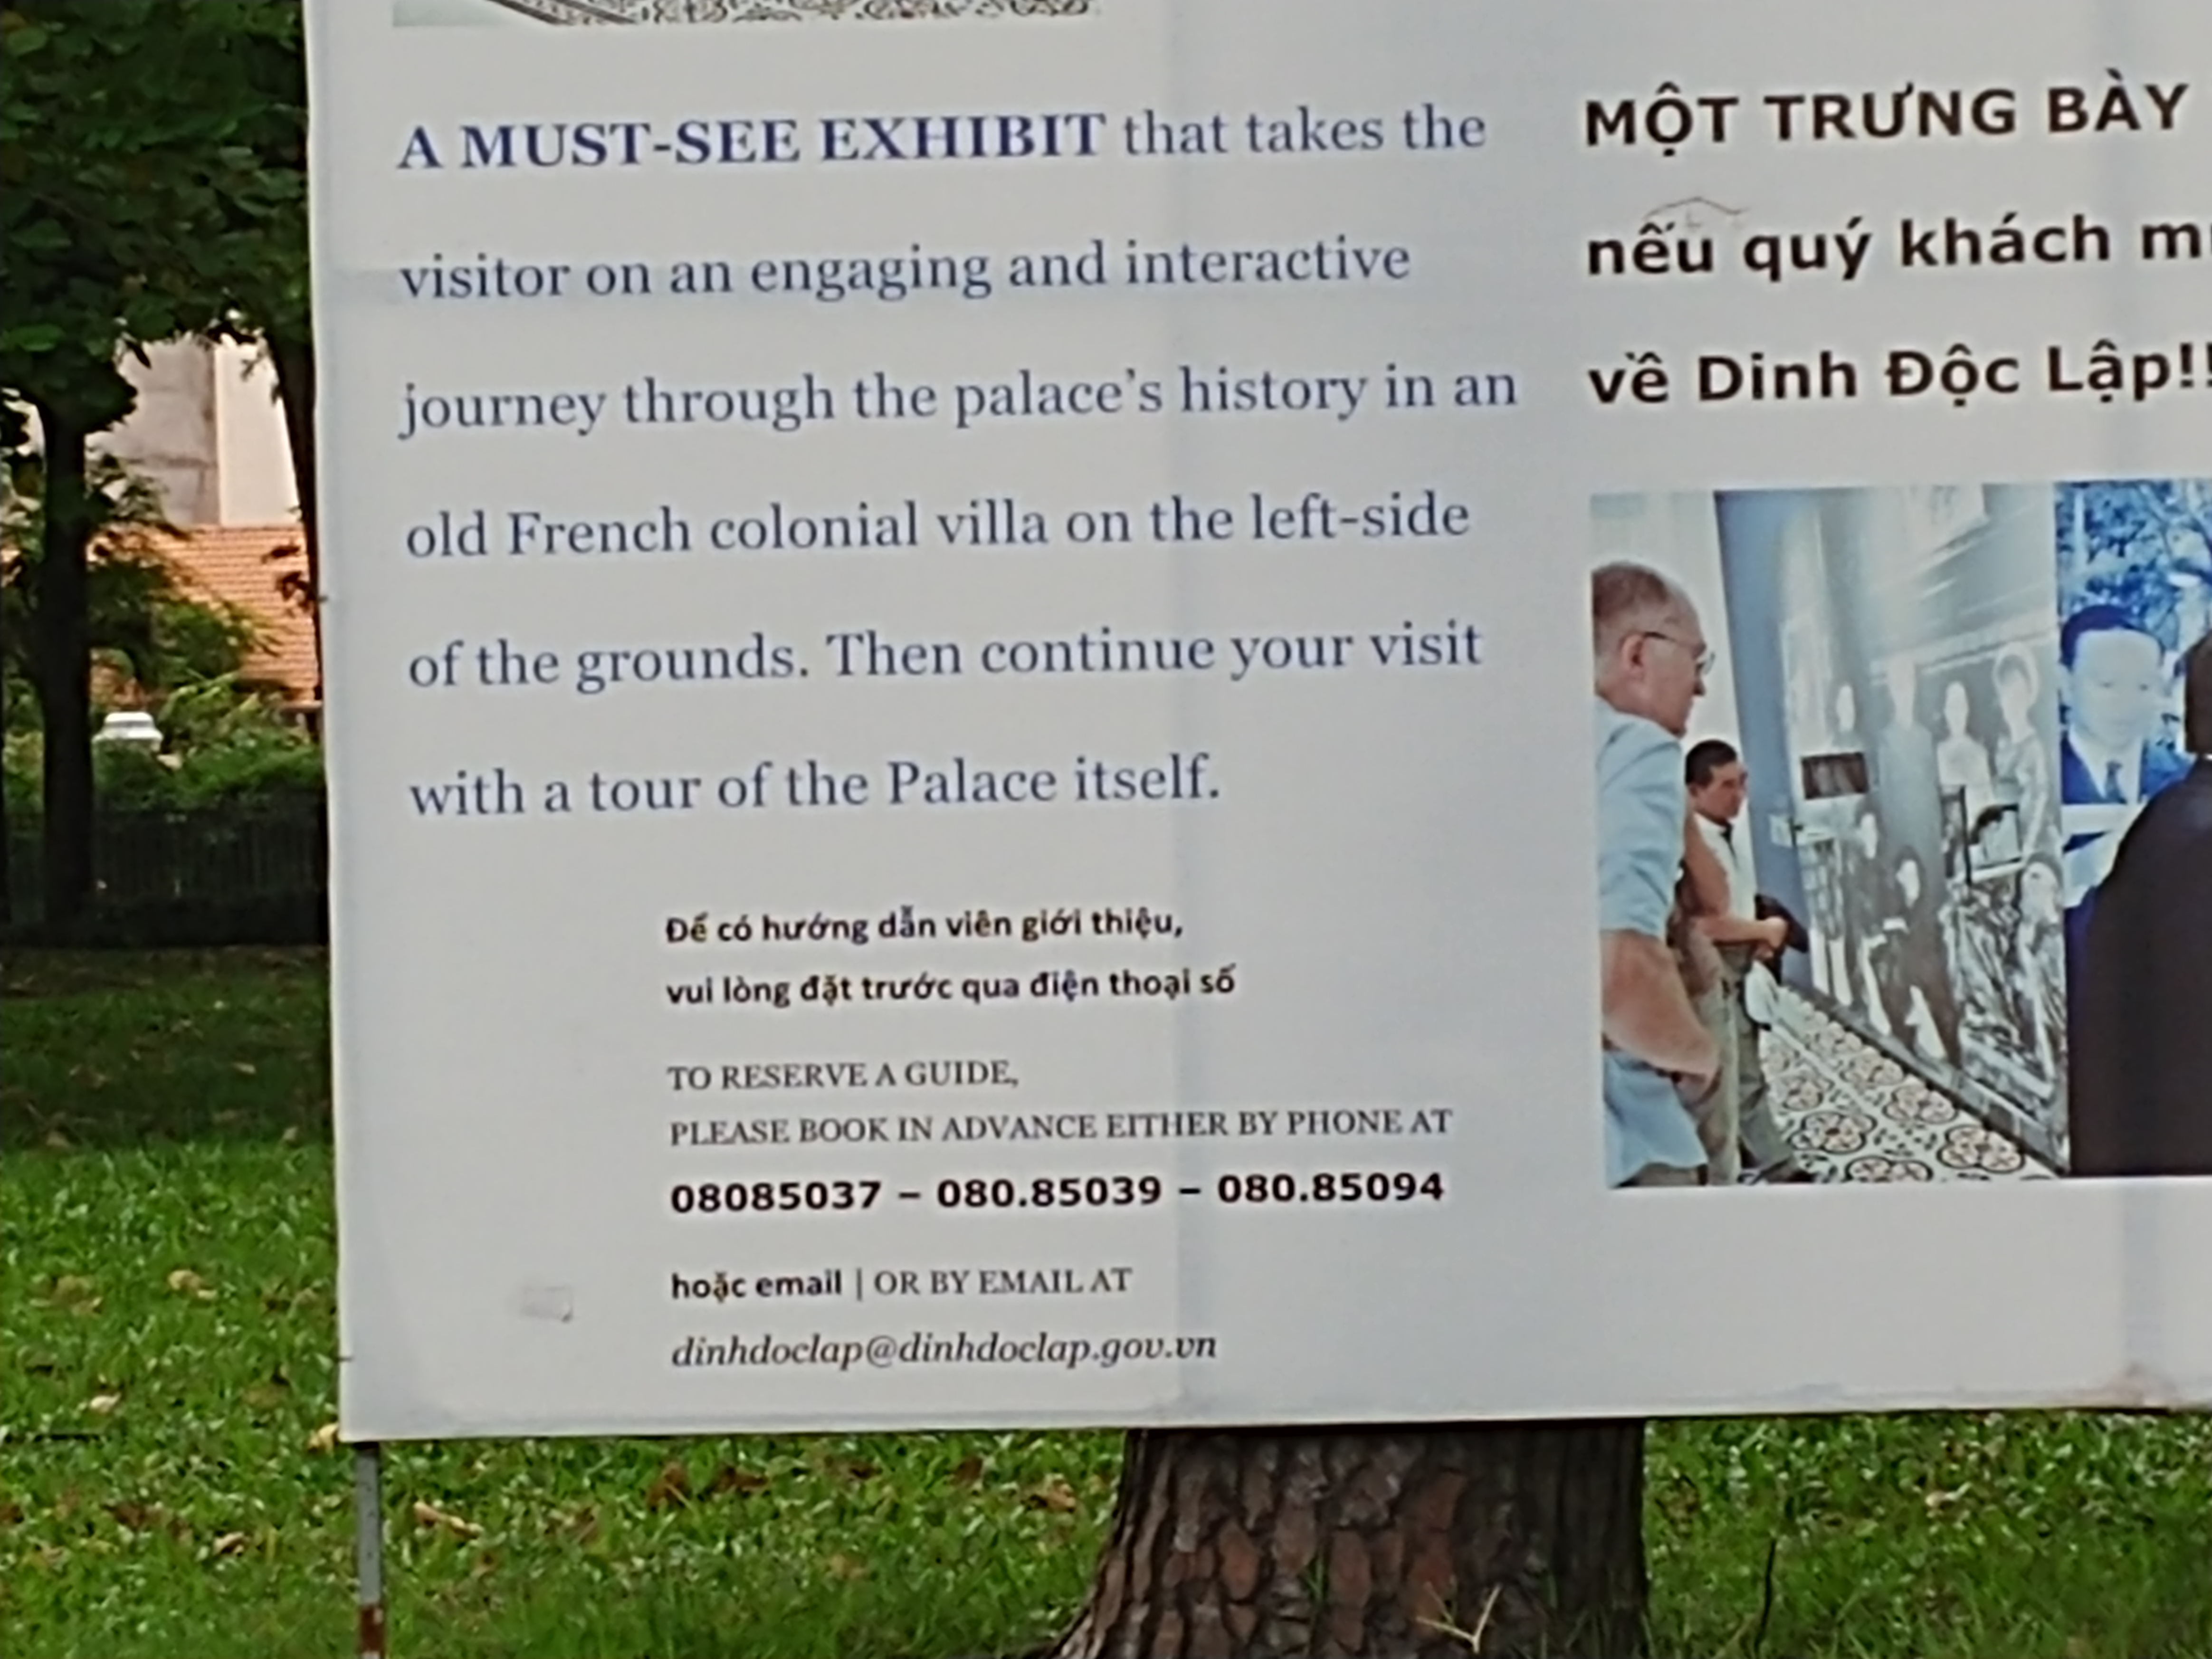 A MUST-SEE EXHIBIT that takes the
visitor on an engaging and interactive
journey through the palace's history in an
old French colonial villa on the left-side
of the grounds. Then continue your visit
with a tour of the Palace itself.
Để có hướng dẫn viên giới thiệu,
vui lòng đặt trước qua điện thoại số
TO RESERVE A GUIDE,
PLEASE BOOK IN ADVANCE EITHER BY PHONE AT
08085037 – 080.85039 – 080.85094
hoặc email | OR BY EMAIL AT
dinhdoclap@dinhdoclap.gov.vn
MỘT TRƯNG BÀY
nếu quý khách
về Dinh Độc Lập!!